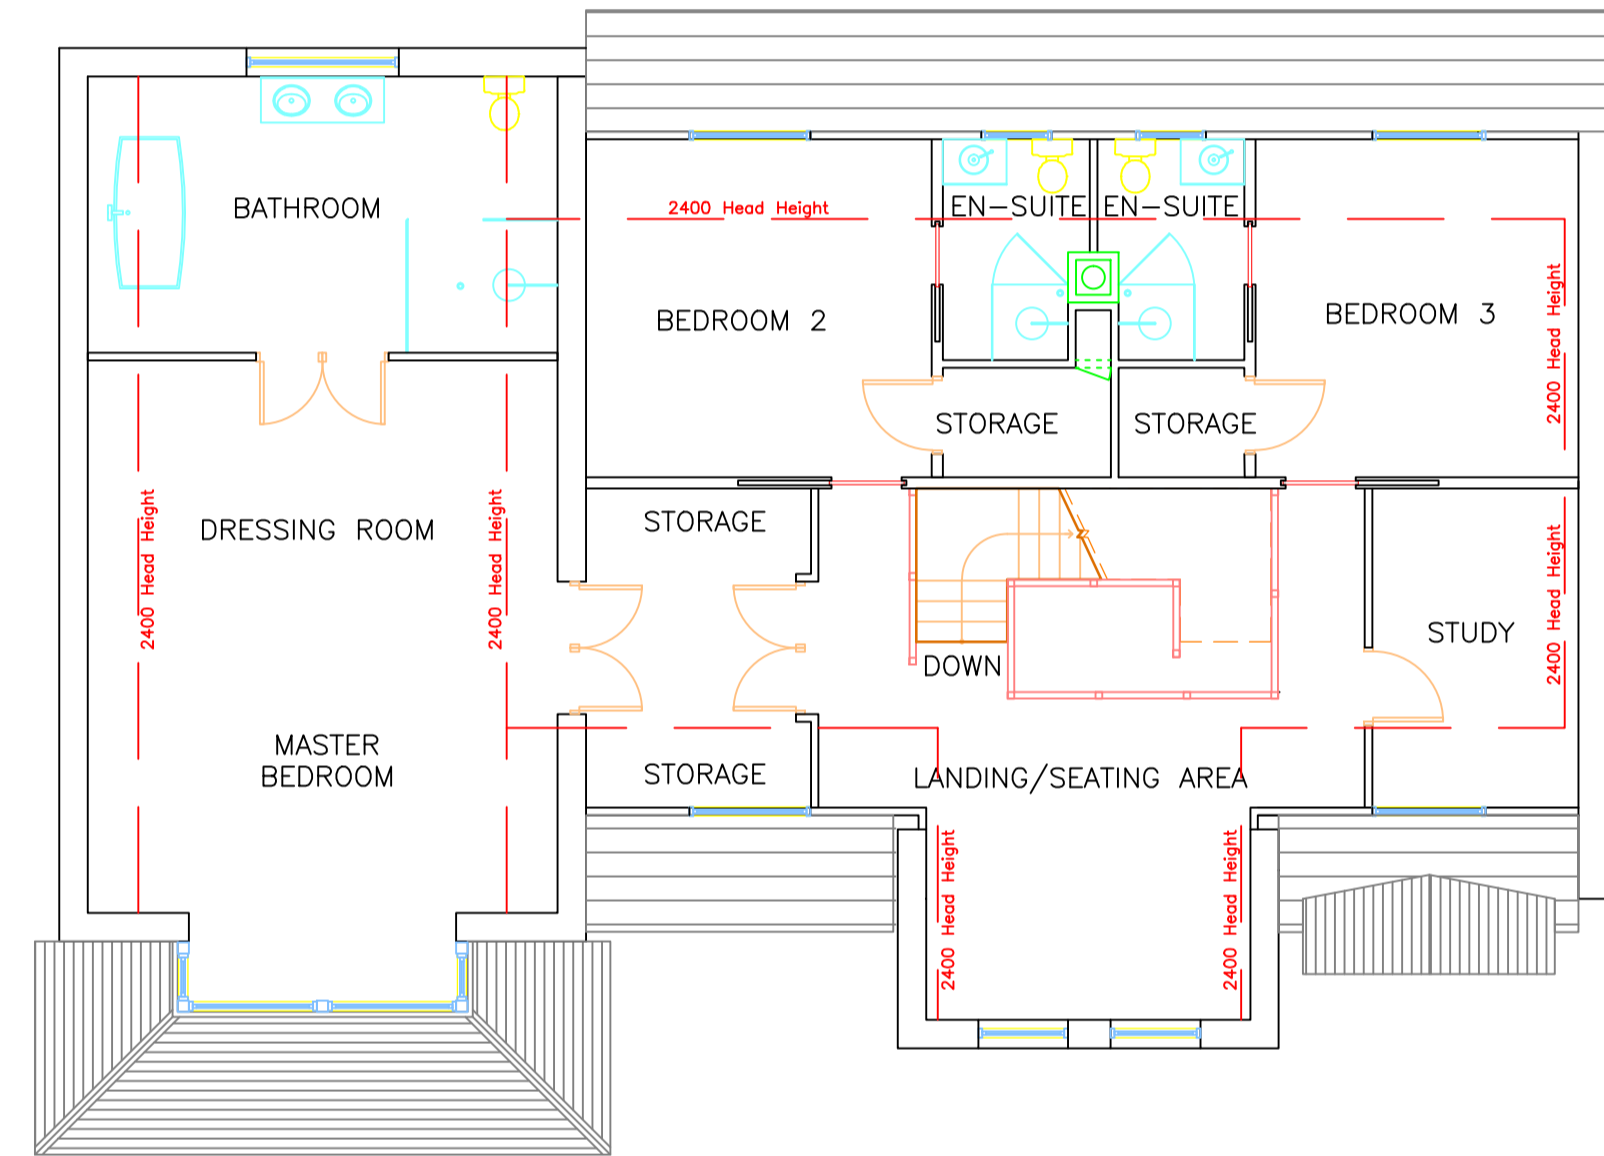 BATHROOM
2400 Head Height
EN-SUITE
EN-SUITE
BEDROOM 2
BEDROOM 3
2400 Head Height
STORAGE
STORAGE
DRESSING ROOM
2400 Head Height
2400 Head Height
STORAGE
2400 Head Height
STUDY
DOWN
MASTER
BEDROOM
STORAGE
LANDING/SEATING AREA
2400 Head Height
2400 Head Height